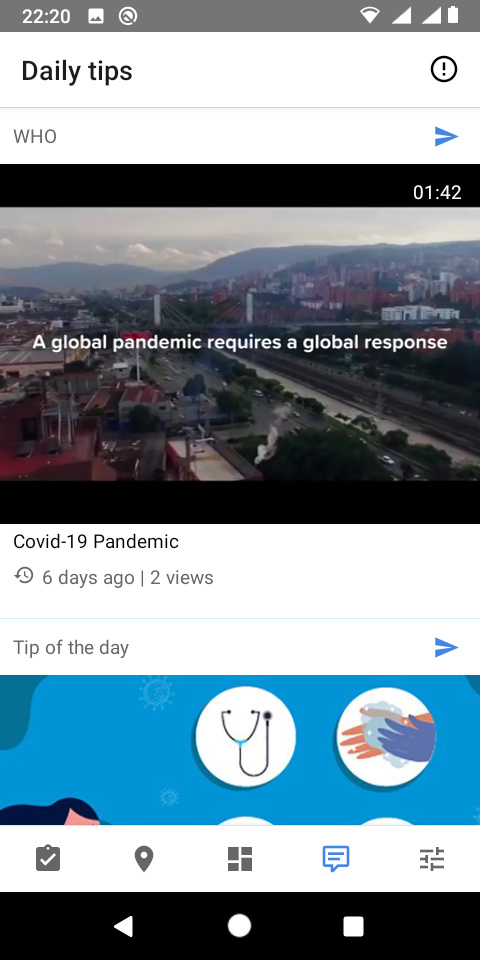 22:20
Daily tips
WHO
01:42
A global pandemic requires a global response
Covid-19 Pandemic
6 days ago | 2 views
Tip of the day